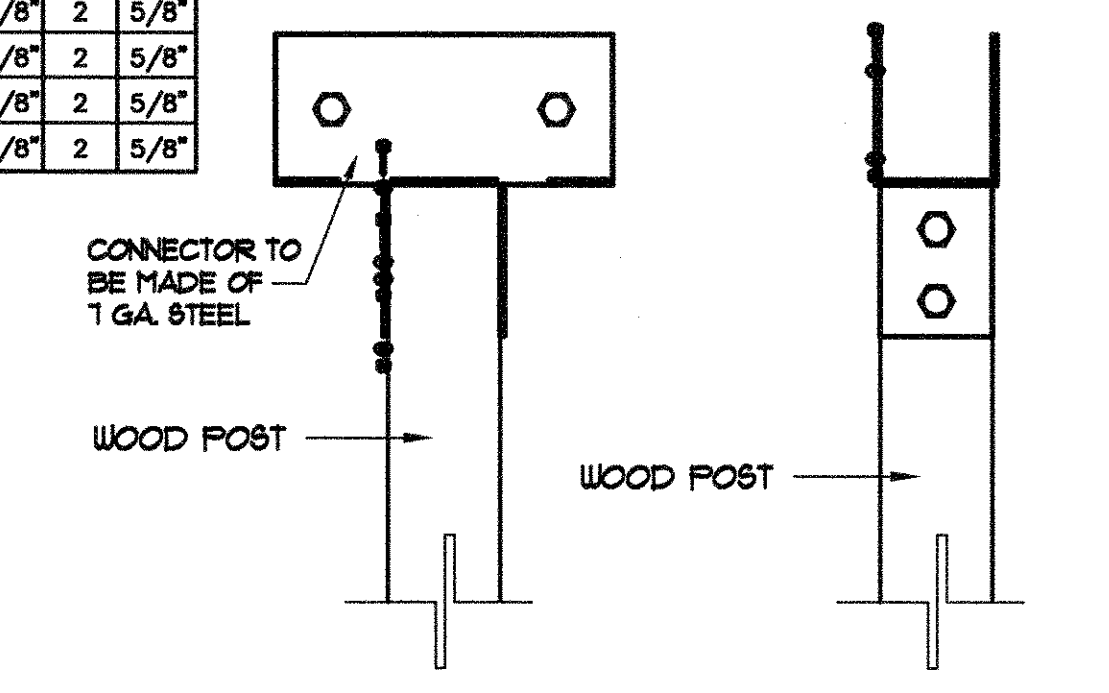 /8" 2 5/8"
/8" 2 5/8"
/8" 2 5/8"
/8" 2 5/8"
CONNECTOR TO
BE MADE OF
7 GA. STEEL
WOOD POST
WOOD POST